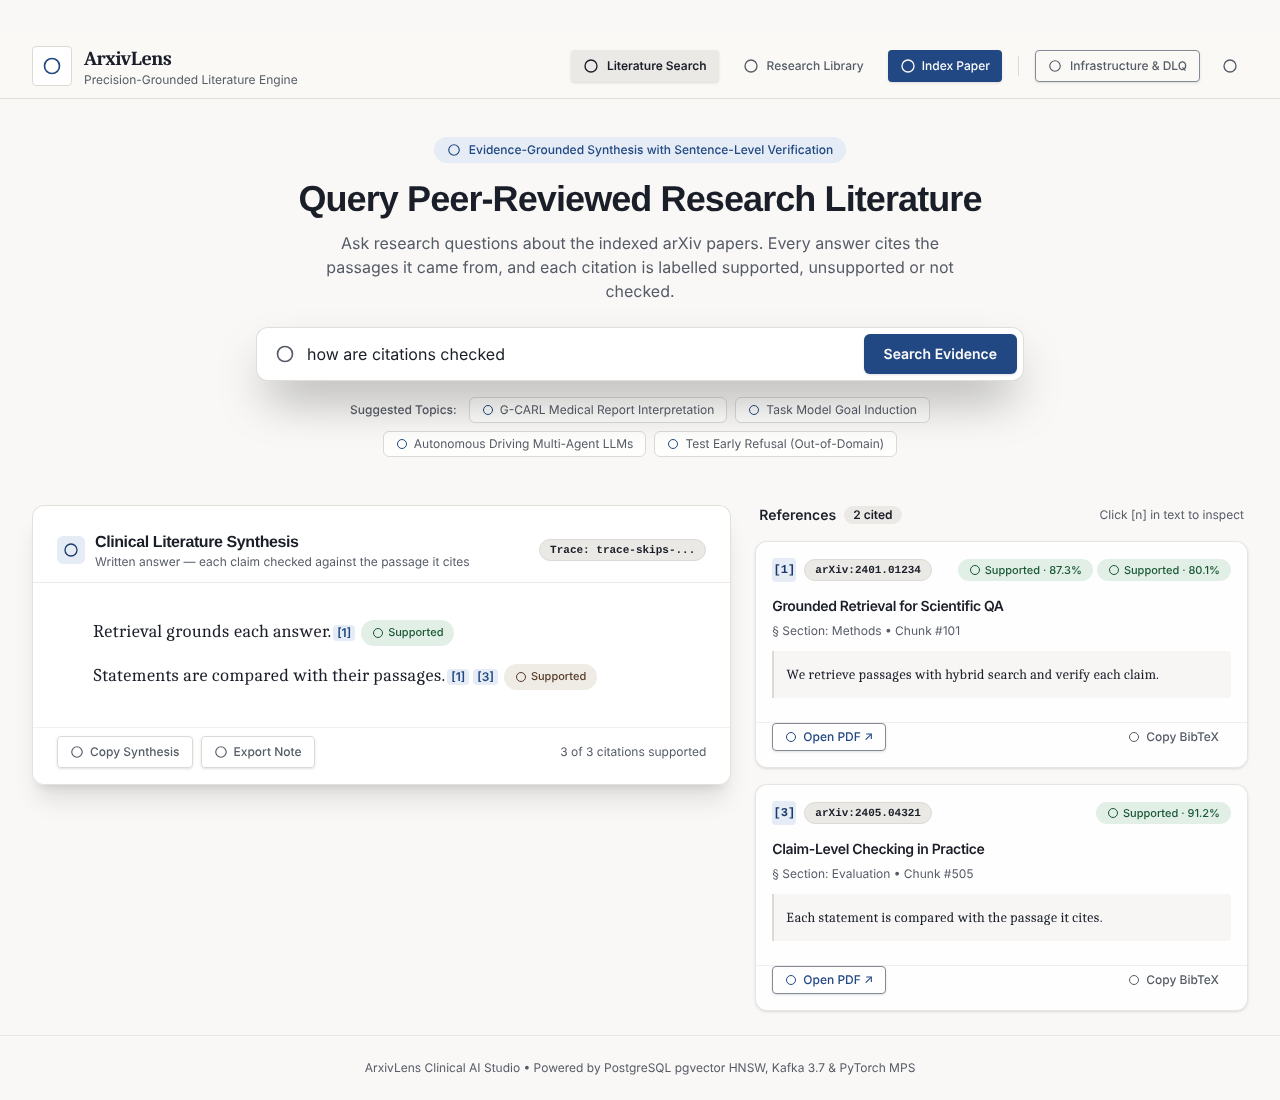 ArxivLens
Precision-Grounded Literature Engine
Literature Search
Research Library
Index Paper
Infrastructure & DLQ
Evidence-Grounded Synthesis with Sentence-Level Verification
Query Peer-Reviewed Research Literature
Ask research questions about the indexed arXiv papers. Every answer cites the
passages it came from, and each citation is labelled supported, unsupported or not
checked.
how are citations checked
Search Evidence
Suggested Topics:
G-CARL Medical Report Interpretation
Task Model Goal Induction
Autonomous Driving Multi-Agent LLMs
Test Early Refusal (Out-of-Domain)
Clinical Literature Synthesis
Written answer — each claim checked against the passage it cites
Trace: trace-skips-...
Retrieval grounds each answer. [1] Supported
Statements are compared with their passages. [1] [3] Supported
Copy Synthesis
Export Note
3 of 3 citations supported
References 2 cited
Click [n] in text to inspect
[1] arXiv:2401.01234 Supported · 87.3% Supported · 80.1%
Grounded Retrieval for Scientific QA
§ Section: Methods • Chunk #101
We retrieve passages with hybrid search and verify each claim.
Open PDF ↗
Copy BibTeX
[3] arXiv:2405.04321 Supported · 91.2%
Claim-Level Checking in Practice
§ Section: Evaluation • Chunk #505
Each statement is compared with the passage it cites.
Open PDF ↗
Copy BibTeX
ArxivLens Clinical AI Studio • Powered by PostgreSQL pgvector HNSW, Kafka 3.7 & PyTorch MPS